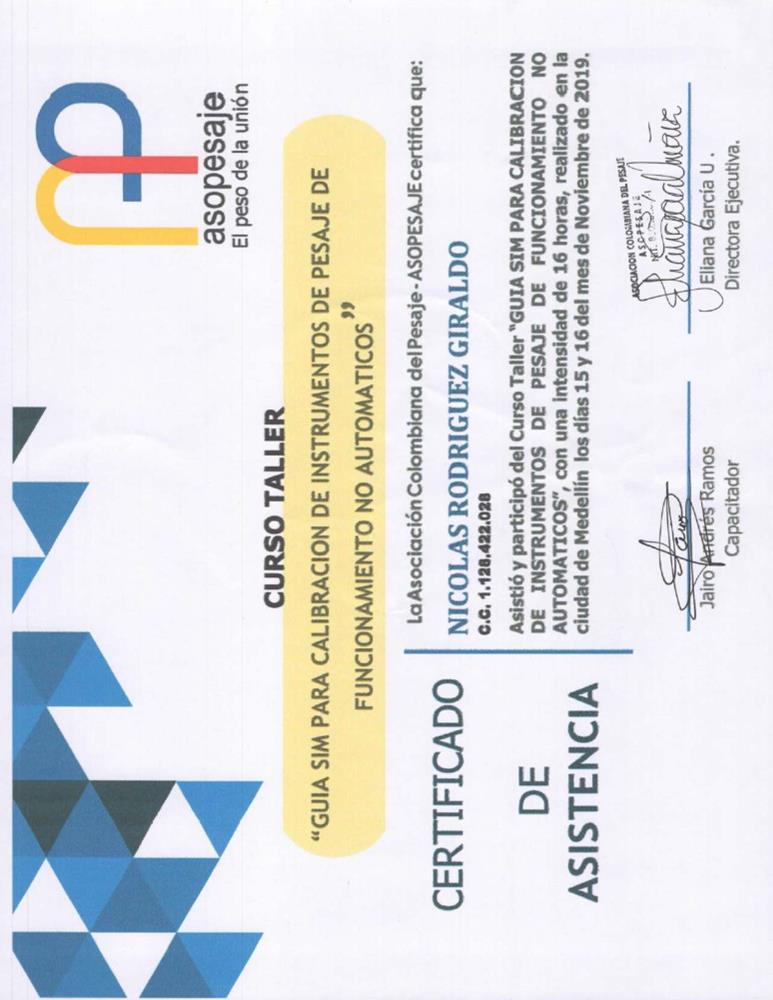 asopesaje
El peso de la unión
CURSO TALLER
“GUIA SIM PARA CALIBRACION DE INSTRUMENTOS DE PESAJE DE
FUNCIONAMIENTO NO AUTOMATICOS”
CERTIFICADO
DE
ASISTENCIA
La Asociación Colombiana del Pesaje - ASOPESAJE certifica que:
NICOLAS RODRIGUEZ GIRALDO
C.C. 1.128.422.028
Asistió y participó del Curso Taller “GUIA SIM PARA CALIBRACION
DE INSTRUMENTOS DE PESAJE DE FUNCIONAMIENTO NO
AUTOMATICOS”, con una intensidad de 16 horas, realizado en la
ciudad de Medellín los días 15 y 16 del mes de Noviembre de 2019.
Jairo Andrés Ramos
Capacitador
ASOCIACION COLOMBIANA DEL PESAJE
ASOPESAJE
Eliana García U .
Directora Ejecutiva.